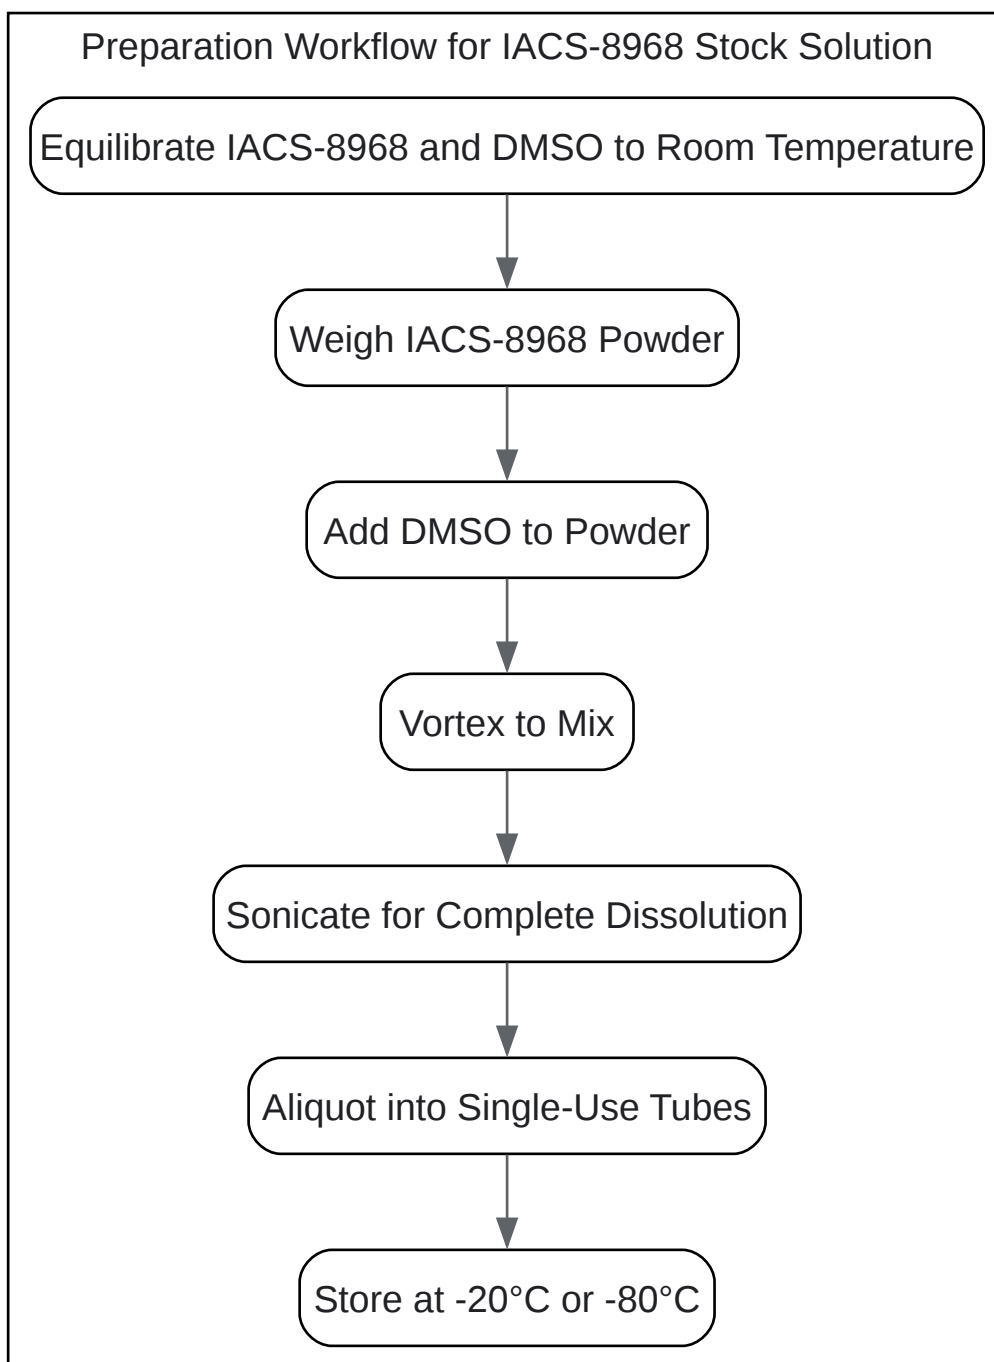 Preparation Workflow for IACS-8968 Stock Solution
Equilibrate IACS-8968 and DMSO to Room Temperature
Weigh IACS-8968 Powder
Add DMSO to Powder
Vortex to Mix
Sonicate for Complete Dissolution
Aliquot into Single-Use Tubes
Store at -20°C or -80°C